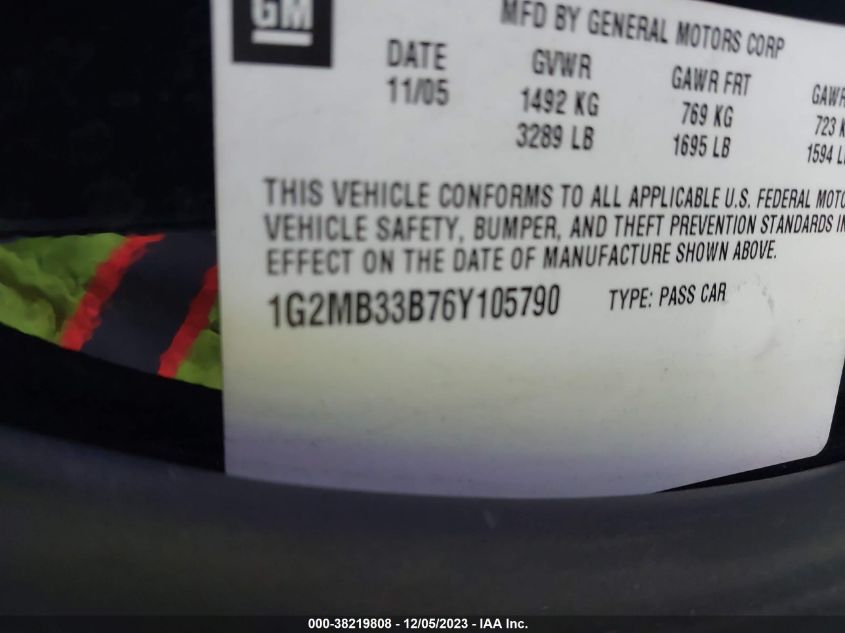 GM
MFD BY GENERAL MOTORS CORP
DATE GVWR GAWR FRT GAWR
11/05 1492 KG 769 KG 723
3289 LB 1695 LB 1594
THIS VEHICLE CONFORMS TO ALL APPLICABLE U.S. FEDERAL
VEHICLE SAFETY, BUMPER, AND THEFT PREVENTION STANDARDS
EFFECT ON THE DATE OF MANUFACTURE SHOWN ABOVE.
1G2MB33B76Y105790 TYPE: PASS CAR
000-38219808 - 12/05/2023 - IAA Inc.